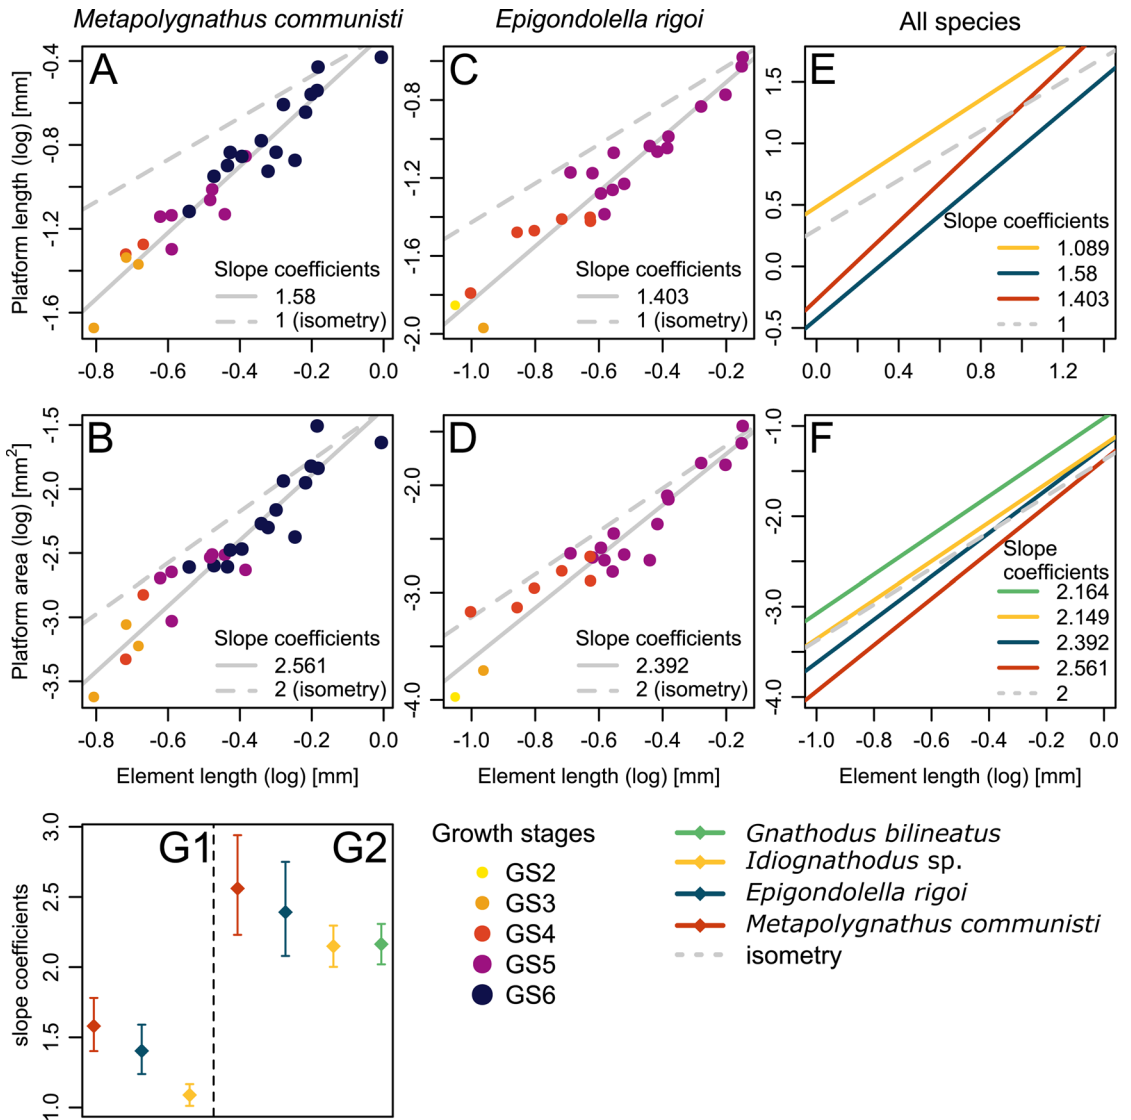 Metapolygnathus communisti
Epigondolella rigoi
All species
A
Platform length (log) [mm]
-0.4
-0.8
-1.2
-1.6
Slope coefficients
1.58
1 (isometry)
-0.8 -0.6 -0.4 -0.2 0.0
C
-0.8
-1.2
-1.6
-2.0
Slope coefficients
1.403
1 (isometry)
-1.0 -0.8 -0.6 -0.4 -0.2
E
1.5
1.0
0.5
0.0
-0.5
Slope coefficients
1.089
1.58
1.403
1
0.0 0.4 0.8 1.2
B
Platform area (log) [mm²]
-1.5
-2.0
-2.5
-3.0
-3.5
Slope coefficients
2.561
2 (isometry)
-0.8 -0.6 -0.4 -0.2 0.0
Element length (log) [mm]
D
-2.0
-3.0
-4.0
Slope coefficients
2.392
2 (isometry)
-1.0 -0.8 -0.6 -0.4 -0.2
Element length (log) [mm]
F
-1.0
-2.0
-3.0
-4.0
Slope
coefficients
2.164
2.149
2.392
2.561
2
-1.0 -0.8 -0.6 -0.4 -0.2 0.0
Element length (log) [mm]
G1
G2
slope coefficients
3.0
2.5
2.0
1.5
1.0
Growth stages
GS2
GS3
GS4
GS5
GS6
Gnathodus bilineatus
Idiognathodus sp.
Epigondolella rigoi
Metapolygnathus communisti
isometry